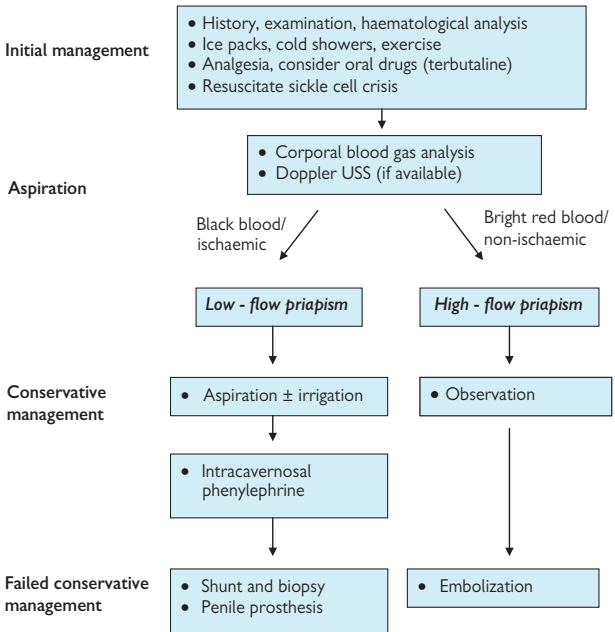 Initial management
• History, examination, haematological analysis
• Ice packs, cold showers, exercise
• Analgesia, consider oral drugs (terbutaline)
• Resuscitate sickle cell crisis
Aspiration
• Corporal blood gas analysis
• Doppler USS (if available)
Black blood/
ischaemic
Bright red blood/
non-ischaemic
Low - flow priapism
High - flow priapism
Conservative
management
• Aspiration ± irrigation
• Observation
• Intracavernosal
phenylephrine
Failed conservative
management
• Shunt and biopsy
• Penile prosthesis
• Embolization